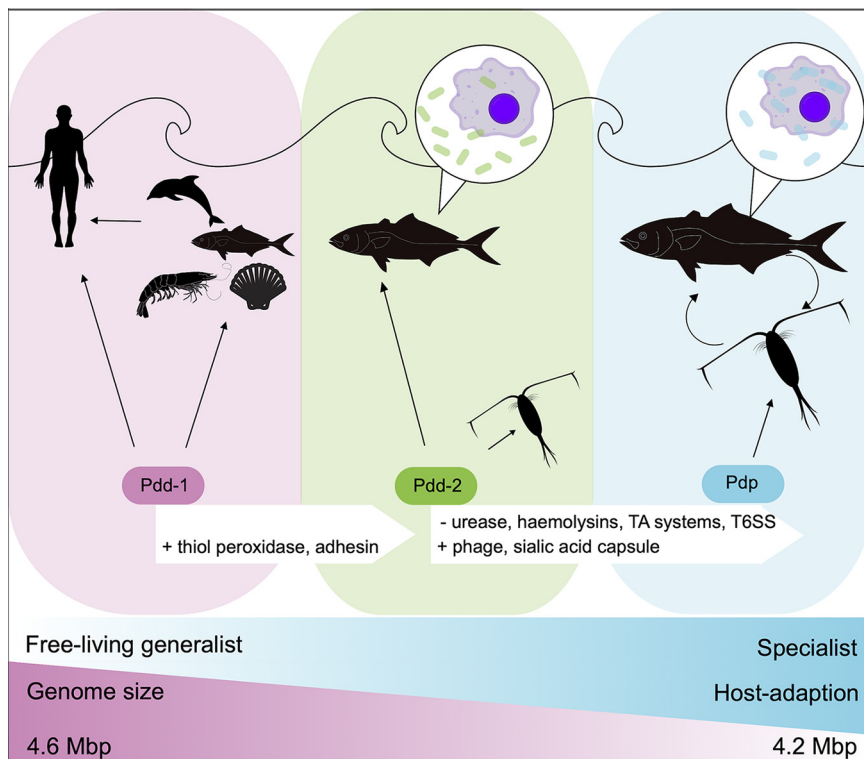 Pdd-1
Pdd-2
Pdp
+ thiol peroxidase, adhesin
- urease, haemolysins, TA systems, T6SS
+ phage, sialic acid capsule
Free-living generalist
Specialist
Genome size
Host-adaption
4.6 Mbp
4.2 Mbp